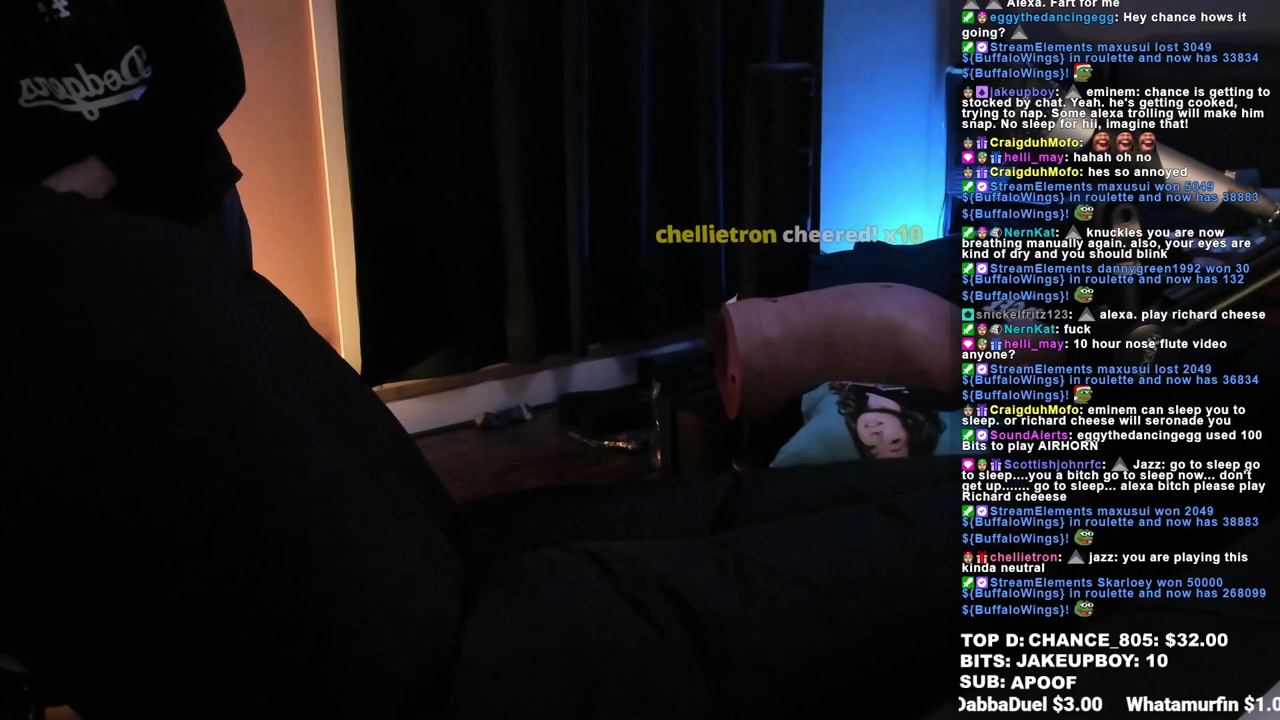 Dodgers
chellietron cheered! x10
Alexa. Fart for me
eggythedancingegg: Hey chance hows it
going?
StreamElements maxusui lost 3049
${BuffaloWings} in roulette and now has 33834
${BuffaloWings}!
jakeupboy: eminem: chance is getting to
stocked by chat. Yeah. he's getting cooked,
trying to nap. Some alexa trolling will make him
snap. No sleep for hii, imagine that!
CraigduhMofo:
helli_may: hahah oh no
CraigduhMofo: hes so annoyed
StreamElements maxusui won 5049
${BuffaloWings} in roulette and now has 38883
${BuffaloWings}!
NernKat: knuckles you are now
breathing manually again. also, your eyes are
kind of dry and you should blink
StreamElements dannygreen1992 won 30
${BuffaloWings} in roulette and now has 132
${BuffaloWings}!
snickelfritz123: alexa. play richard cheese
NernKat: fuck
helli_may: 10 hour nose flute video
anyone?
StreamElements maxusui lost 2049
${BuffaloWings} in roulette and now has 36834
${BuffaloWings}!
CraigduhMofo: eminem can sleep you to
sleep. or richard cheese will seronade you
SoundAlerts: eggythedancingegg used 100
Bits to play AIRHORN
Scottishjohnrfc: Jazz: go to sleep go
to sleep....you a bitch go to sleep now... don't
get up....... go to sleep... alexa bitch please play
Richard cheeese
StreamElements maxusui won 2049
${BuffaloWings} in roulette and now has 38883
${BuffaloWings}!
chellietron: jazz: you are playing this
kinda neutral
StreamElements Skarloey won 50000
${BuffaloWings} in roulette and now has 268099
${BuffaloWings}!
TOP D: CHANCE_805: $32.00
BITS: JAKEUPBOY: 10
SUB: APOOF
DabbaDuel $3.00 Whatamurfin $1.0